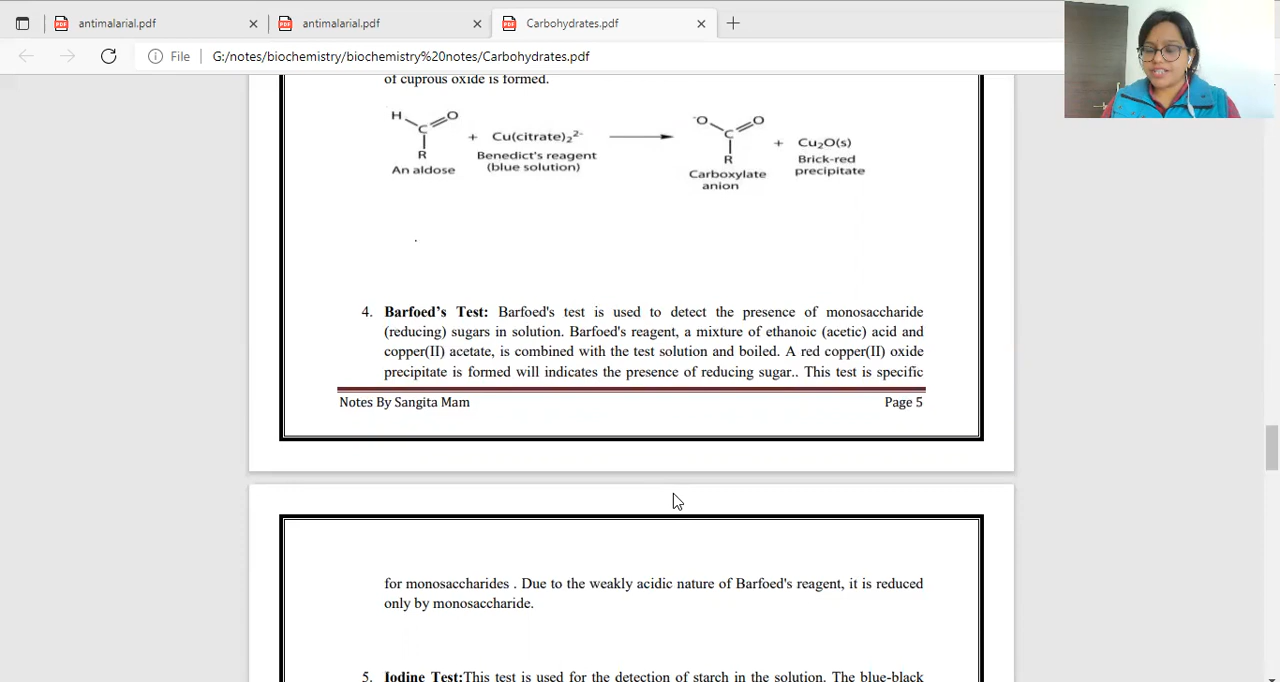 antimalarial.pdf
antimalarial.pdf
Carbohydrates.pdf
File
G:/notes/biochemistry/biochemistry%20notes/Carbohydrates.pdf
of cuprous oxide is formed.
H O
C
R
An aldose
+
Cu(citrate)₂²⁻
Benedict's reagent
(blue solution)
⁻O O
C
R
Carboxylate
anion
+
Cu₂O(s)
Brick-red
precipitate
4. Barfoed’s Test: Barfoed's test is used to detect the presence of monosaccharide
(reducing) sugars in solution. Barfoed's reagent, a mixture of ethanoic (acetic) acid and
copper(II) acetate, is combined with the test solution and boiled. A red copper(II) oxide
precipitate is formed will indicates the presence of reducing sugar.. This test is specific
Notes By Sangita Mam Page 5
for monosaccharides . Due to the weakly acidic nature of Barfoed's reagent, it is reduced
only by monosaccharide.
5. Iodine Test:This test is used for the detection of starch in the solution. The blue-black